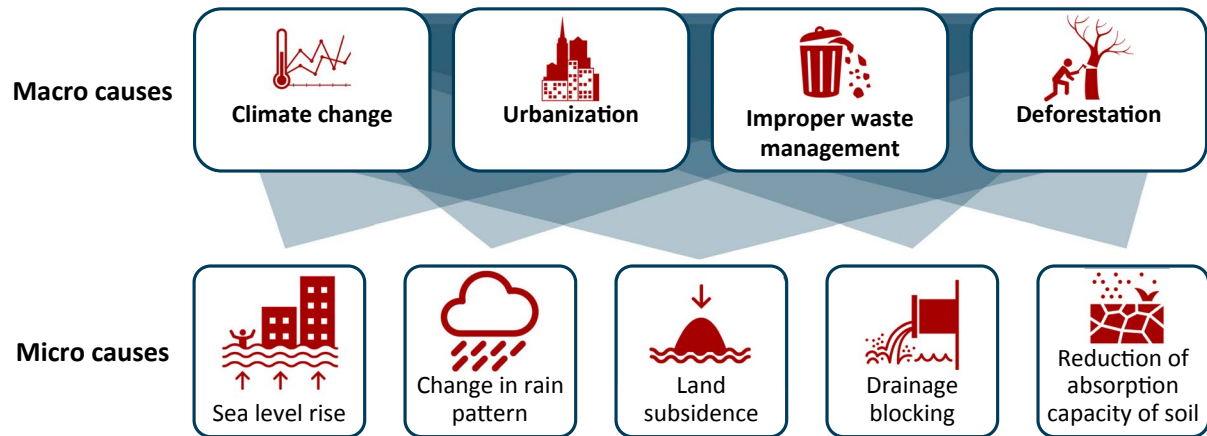 Macro causes
Climate change
Urbanization
Improper waste
management
Deforestation
Micro causes
Sea level rise
Change in rain
pattern
Land
subsidence
Drainage
blocking
Reduction of
absorption
capacity of soil